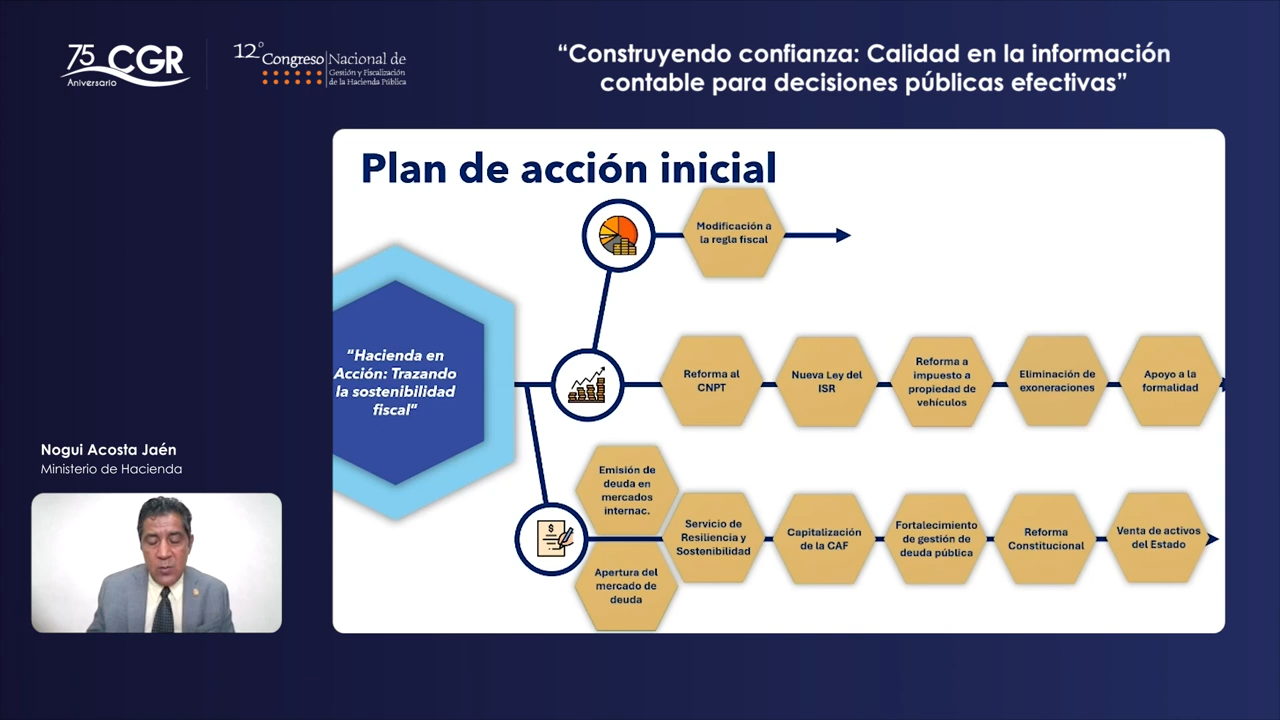 75 CGR
Aniversario
12° Congreso Nacional de
Gestión y Fiscalización
de la Hacienda Pública
“Construyendo confianza: Calidad en la información
contable para decisiones públicas efectivas”
Plan de acción inicial
Modificación a
la regla fiscal
"Hacienda en
Acción: Trazando
la sostenibilidad
fiscal"
Reforma al
CNPT
Nueva Ley del
ISR
Reforma a
impuesto a
propiedad de
vehículos
Eliminación de
exoneraciones
Apoyo a la
formalidad
Emisión de
deuda en
mercados
internac.
Apertura del
mercado de
deuda
Servicio de
Resiliencia y
Sostenibilidad
Capitalización
de la CAF
Fortalecimiento
de gestión de
deuda pública
Reforma
Constitucional
Venta de activos
del Estado
$
Nogui Acosta Jaén
Ministerio de Hacienda